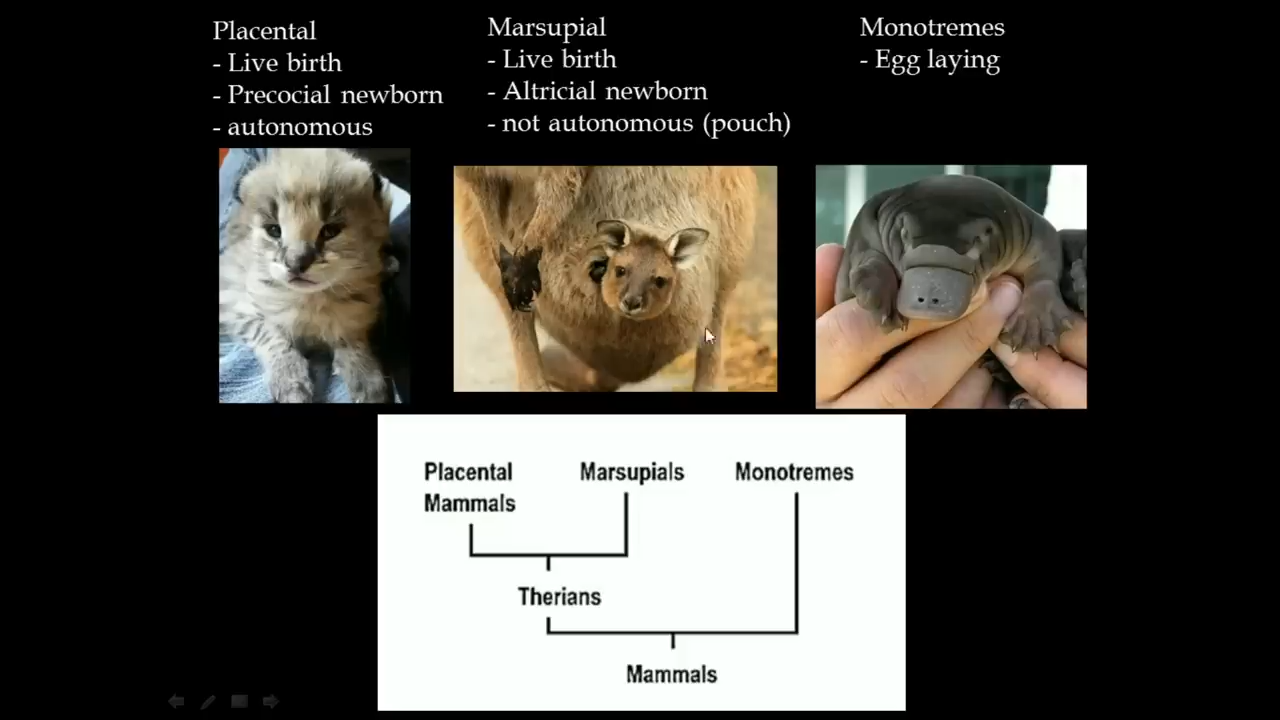 Placental
- Live birth
- Precocial newborn
- autonomous
Marsupial
- Live birth
- Altricial newborn
- not autonomous (pouch)
Monotremes
- Egg laying
Placental
Mammals
Marsupials
Monotremes
Therians
Mammals